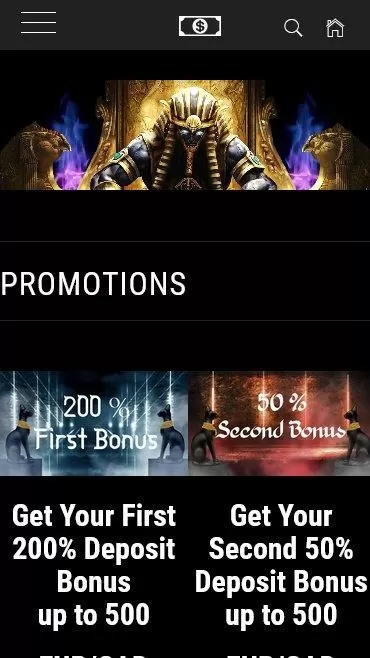 PROMOTIONS
200 %
First Bonus
50 %
Second Bonus
Get Your First
200% Deposit
Bonus
up to 500
Get Your
Second 50%
Deposit Bonus
up to 500